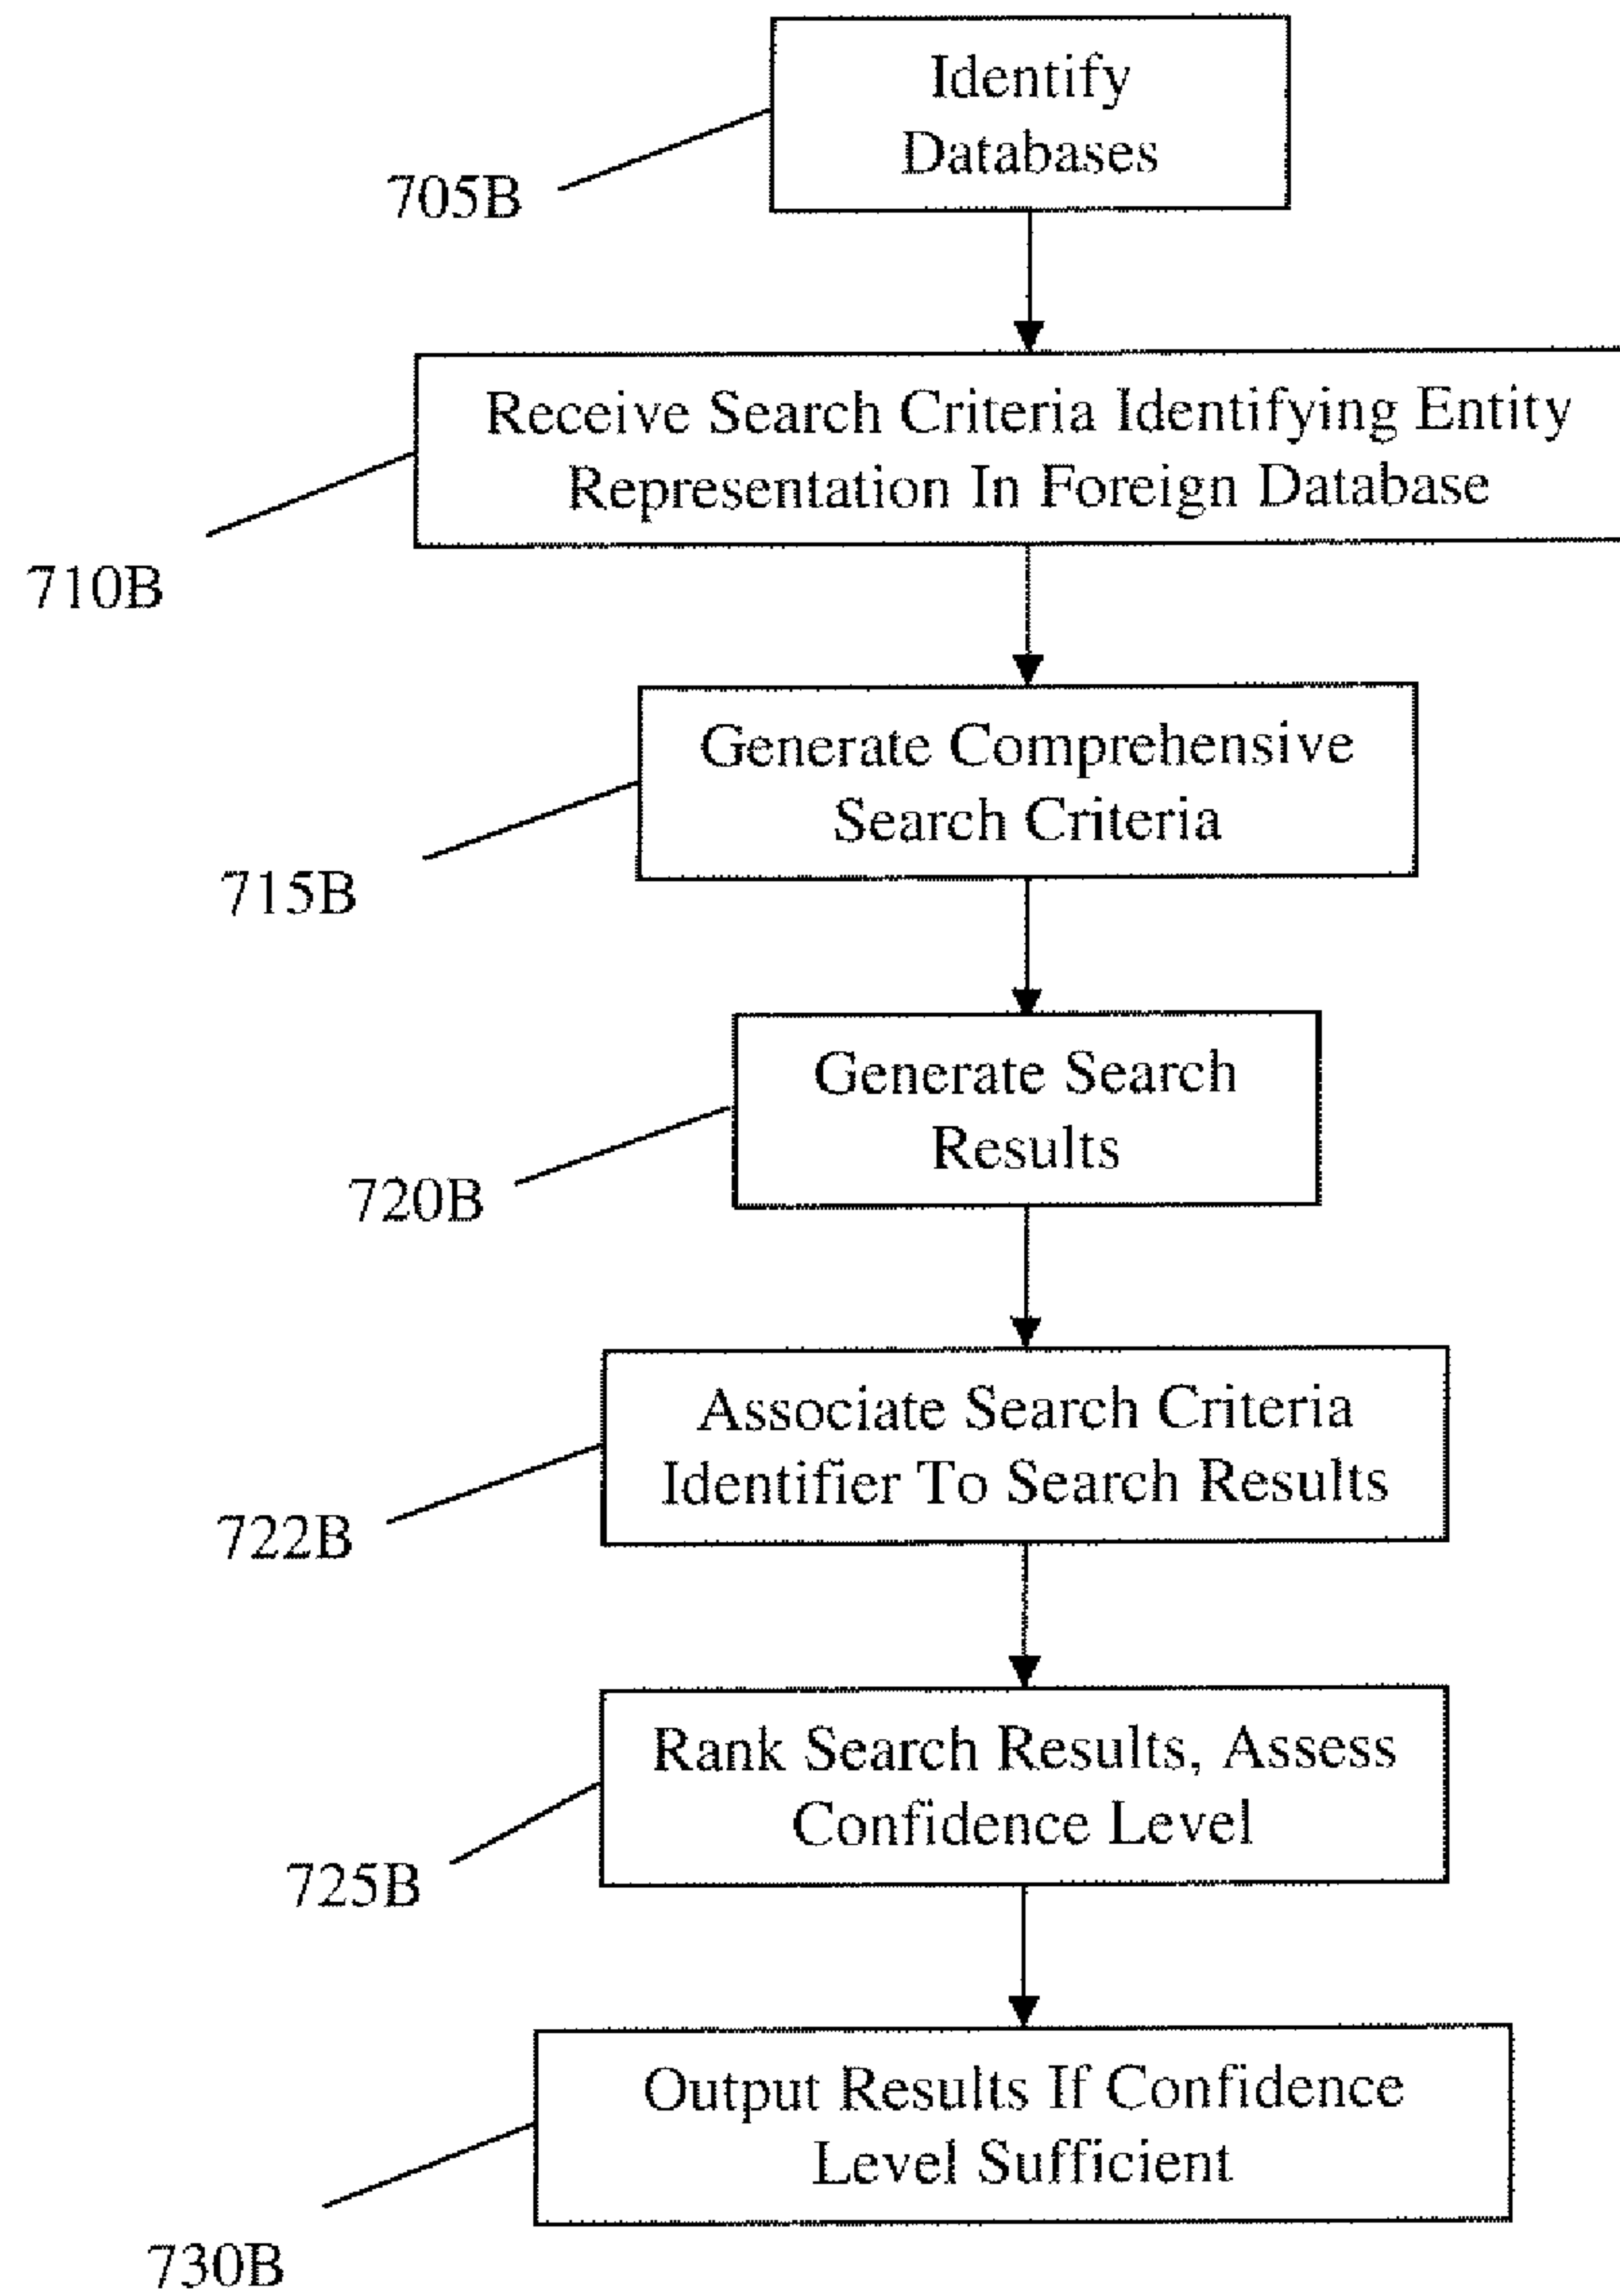 Identify
Databases
705B
Receive Search Criteria Identifying Entity
Representation In Foreign Database
710B
Generate Comprehensive
Search Criteria
715B
Generate Search
Results
720B
Associate Search Criteria
Identifier To Search Results
722B
Rank Search Results, Assess
Confidence Level
725B
Output Results If Confidence
Level Sufficient
730B